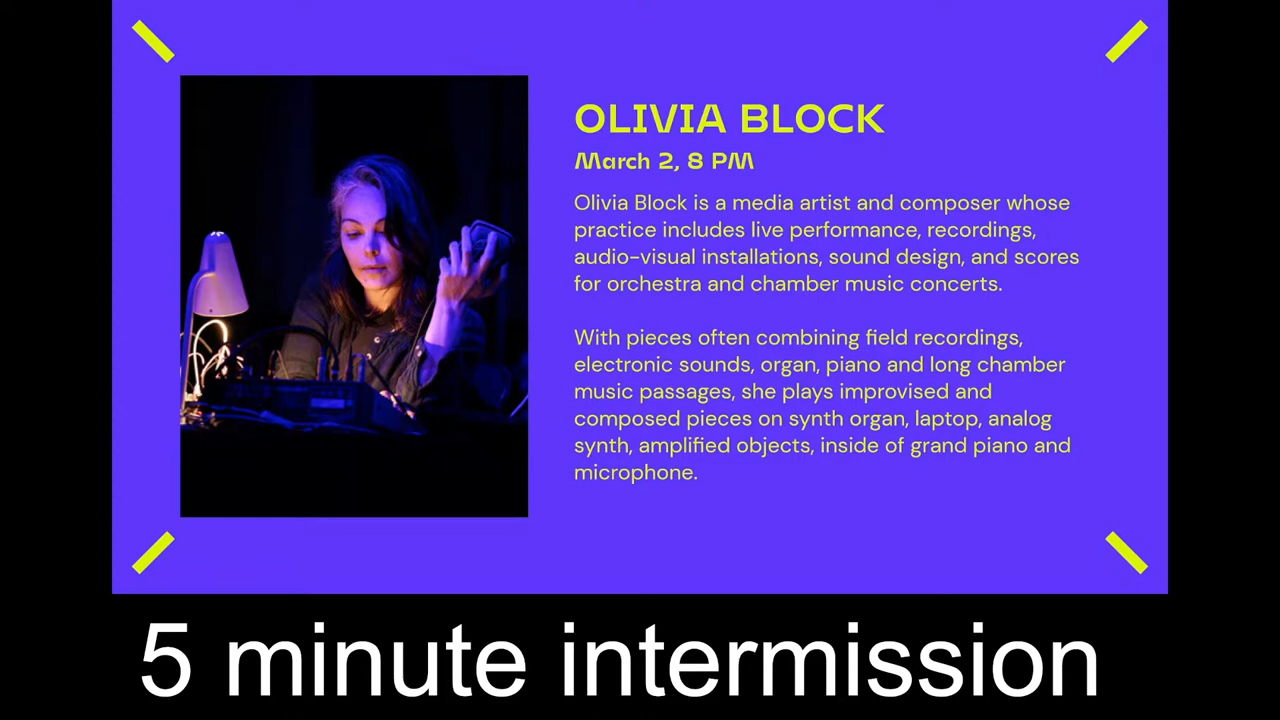 OLIVIA BLOCK
March 2, 8 PM
Olivia Block is a media artist and composer whose
practice includes live performance, recordings,
audio-visual installations, sound design, and scores
for orchestra and chamber music concerts.
With pieces often combining field recordings,
electronic sounds, organ, piano and long chamber
music passages, she plays improvised and
composed pieces on synth organ, laptop, analog
synth, amplified objects, inside of grand piano and
microphone.
5 minute intermission